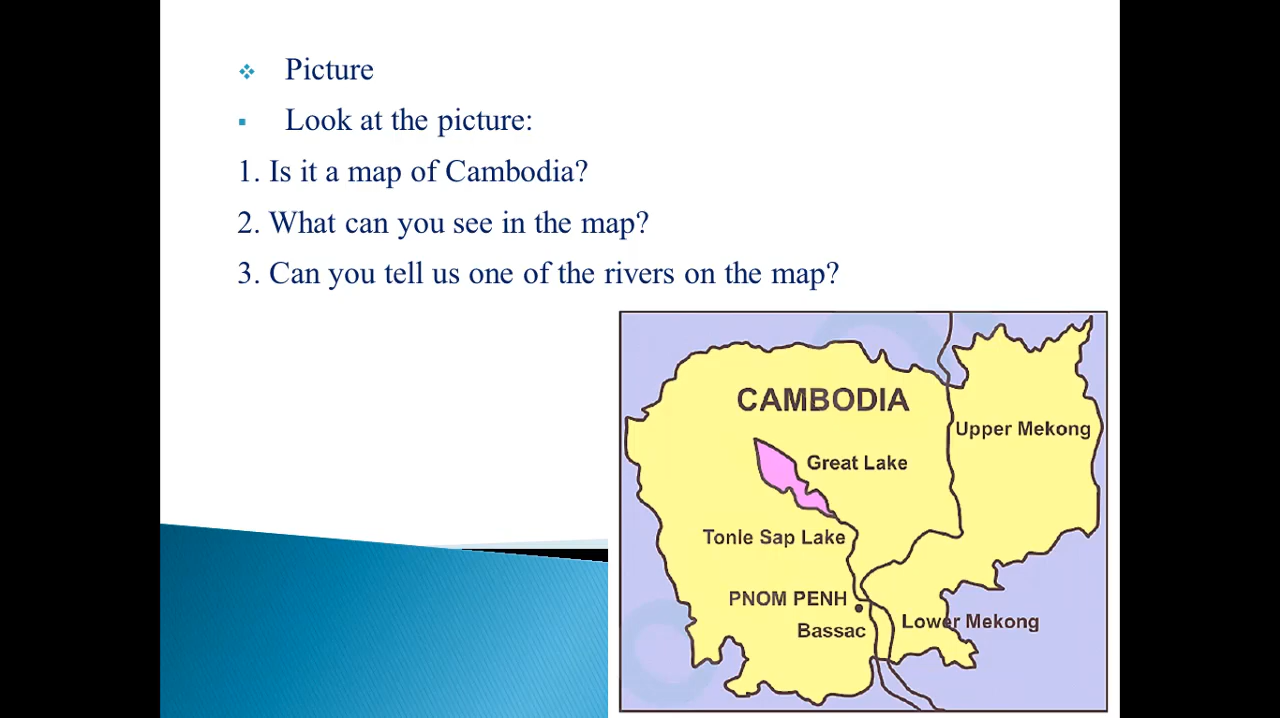 Picture
Look at the picture:
1. Is it a map of Cambodia?
2. What can you see in the map?
3. Can you tell us one of the rivers on the map?
CAMBODIA
Upper Mekong
Great Lake
Tonle Sap Lake
PNOM PENH
Lower Mekong
Bassac